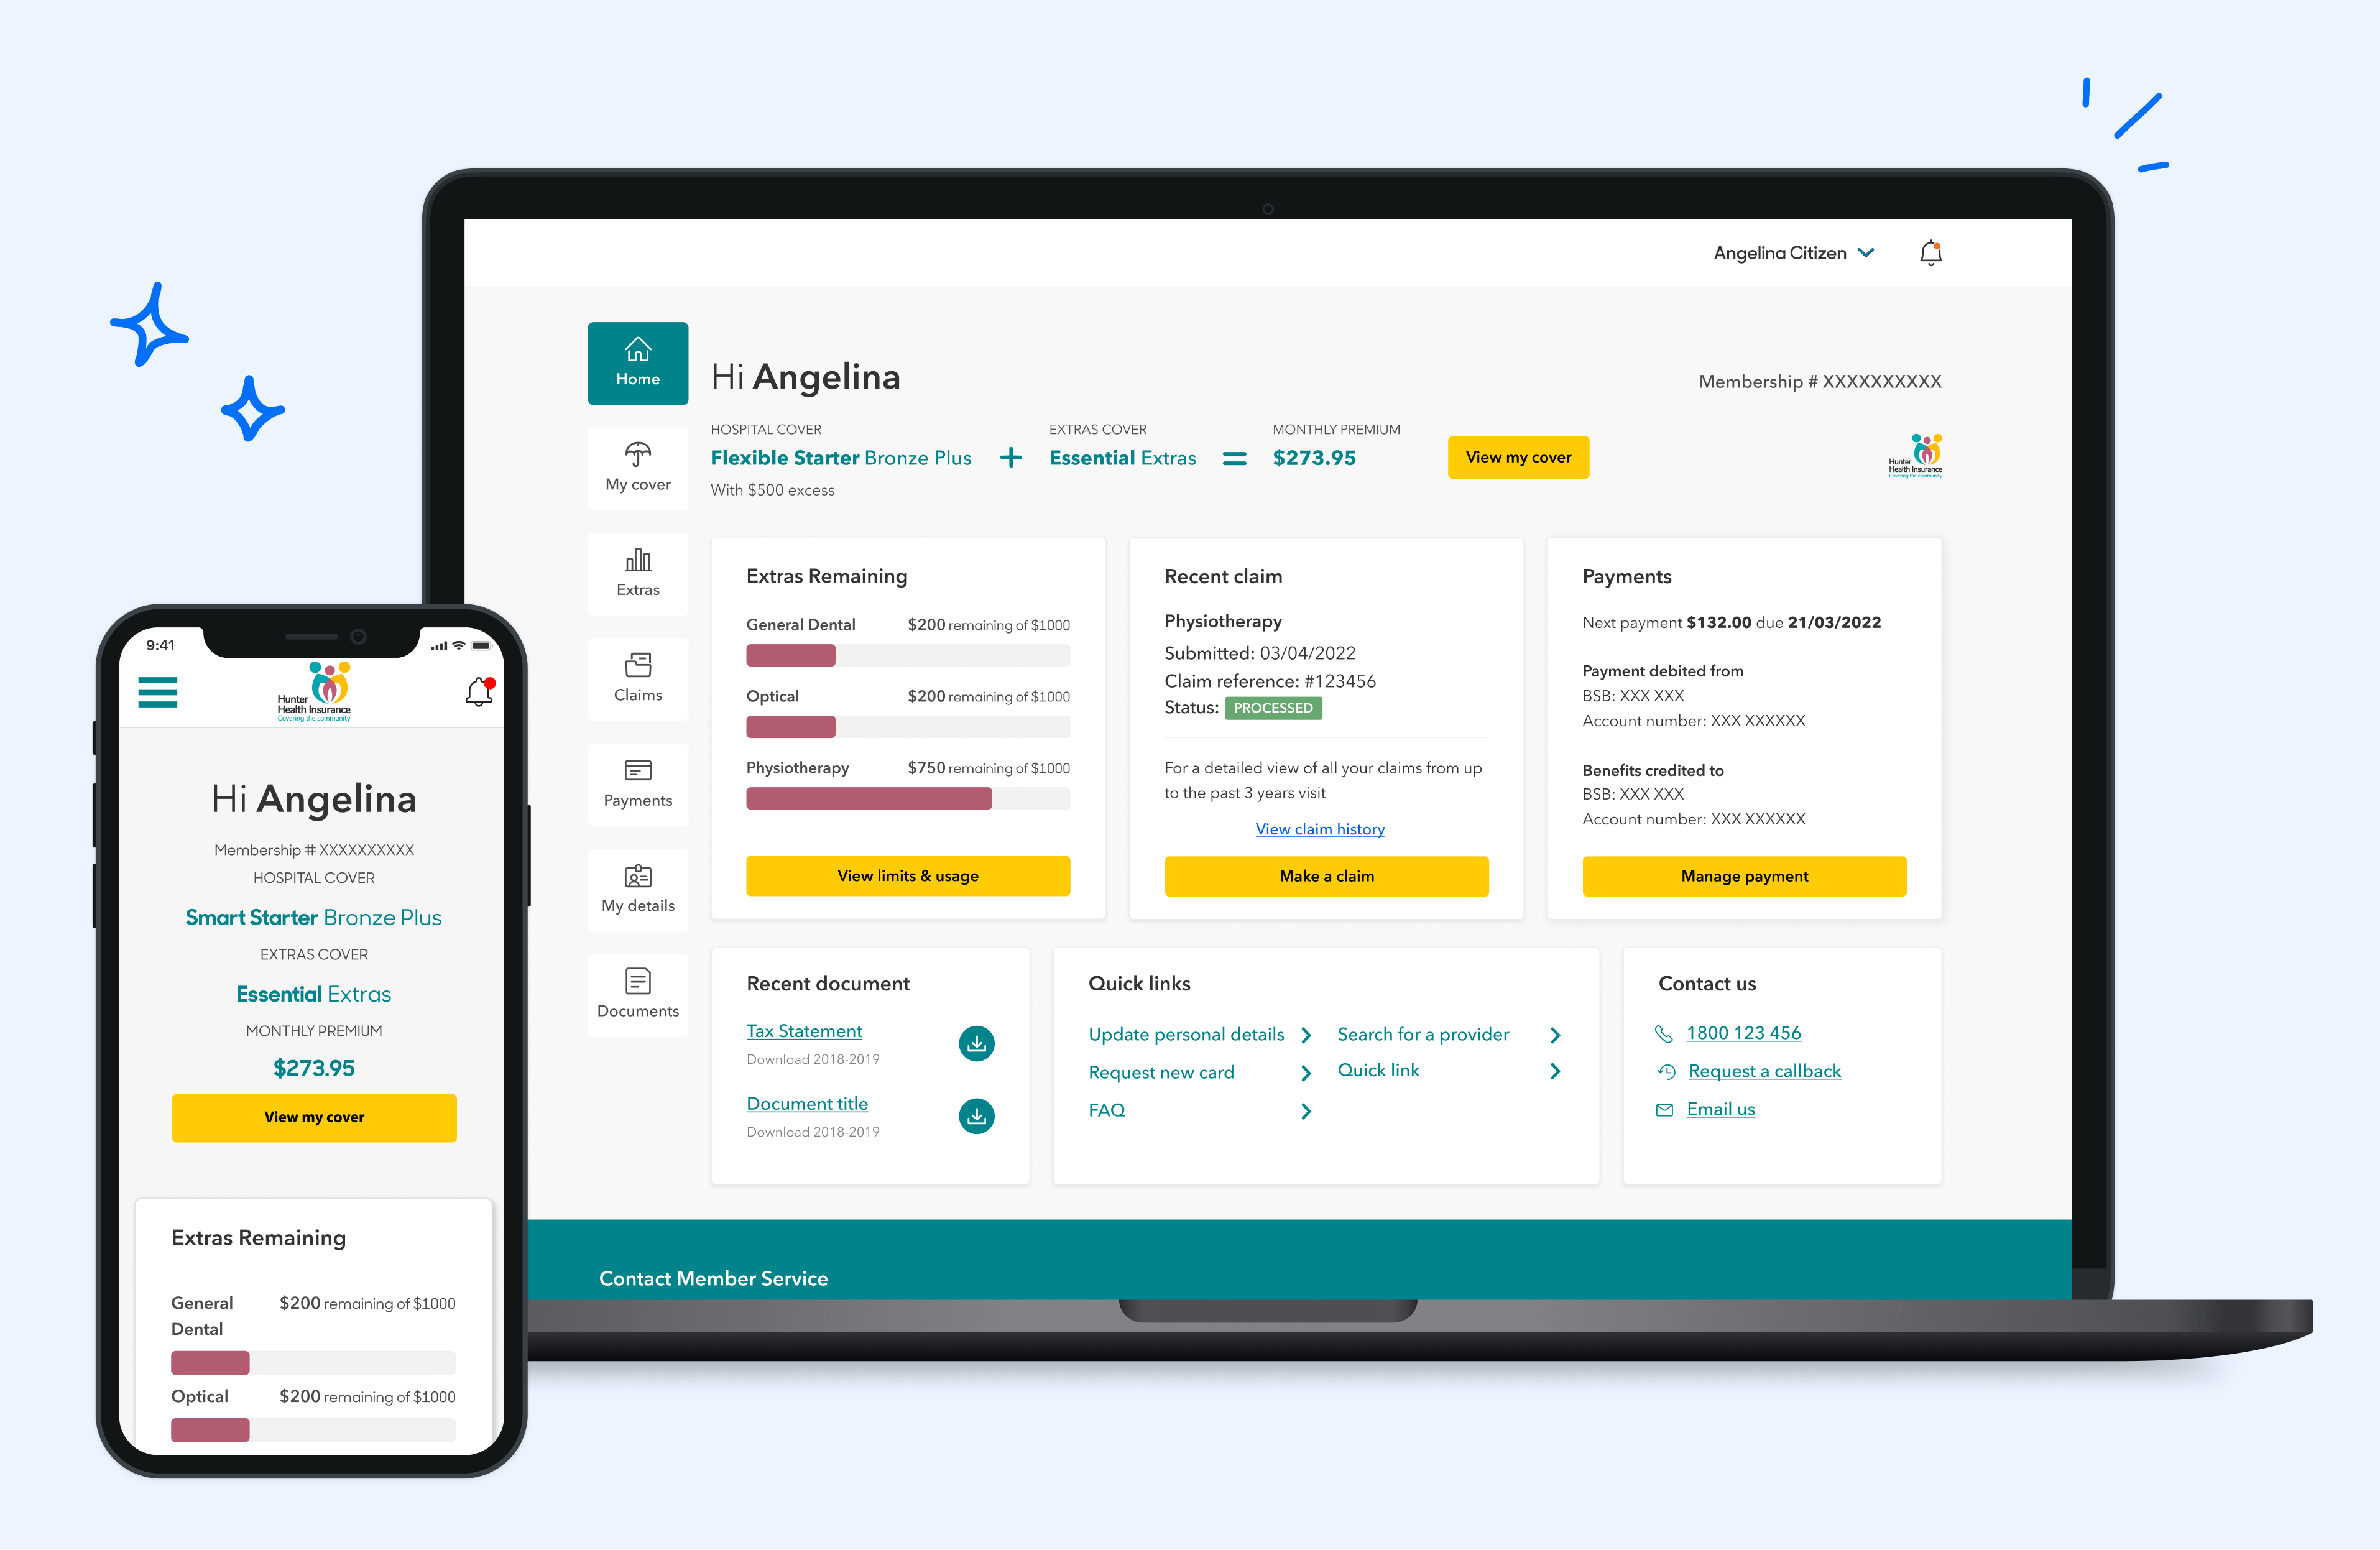 Angelina Citizen
Home
Hi Angelina
Membership # XXXXXXXXXX
HOSPITAL COVER
EXTRAS COVER
MONTHLY PREMIUM
Flexible Starter Bronze Plus + Essential Extras = $273.95
View my cover
With $500 excess
Hunter
Health Insurance
Covering the community
My cover
Extras
Claims
Payments
My details
Documents
Extras Remaining
General Dental $200 remaining of $1000
Optical $200 remaining of $1000
Physiotherapy $750 remaining of $1000
View limits & usage
Recent claim
Physiotherapy
Submitted: 03/04/2022
Claim reference: #123456
Status: PROCESSED
For a detailed view of all your claims from up
to the past 3 years visit
View claim history
Make a claim
Payments
Next payment $132.00 due 21/03/2022
Payment debited from
BSB: XXX XXX
Account number: XXX XXXXXX
Benefits credited to
BSB: XXX XXX
Account number: XXX XXXXXX
Manage payment
Recent document
Tax Statement
Download 2018-2019
Document title
Download 2018-2019
Quick links
Update personal details
Request new card
FAQ
Search for a provider
Quick link
Contact us
1800 123 456
Request a callback
Email us
Contact Member Service
9:41
Hunter
Health Insurance
Covering the community
Hi Angelina
Membership # XXXXXXXXXX
HOSPITAL COVER
Smart Starter Bronze Plus
EXTRAS COVER
Essential Extras
MONTHLY PREMIUM
$273.95
View my cover
Extras Remaining
General $200 remaining of $1000
Dental
Optical $200 remaining of $1000